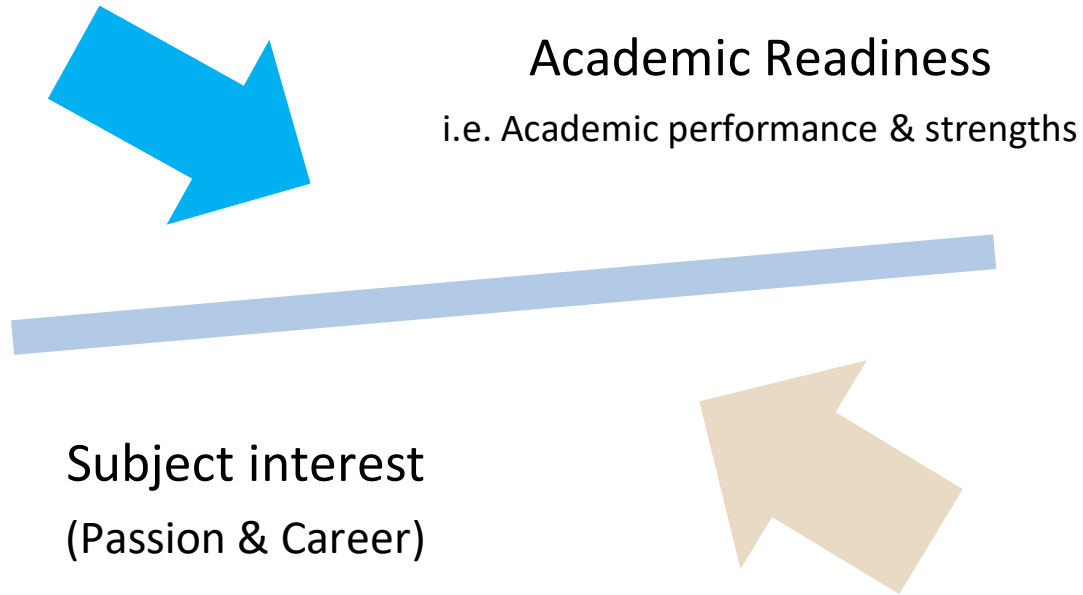 Academic Readiness
i.e. Academic performance & strengths
Subject interest
(Passion & Career)